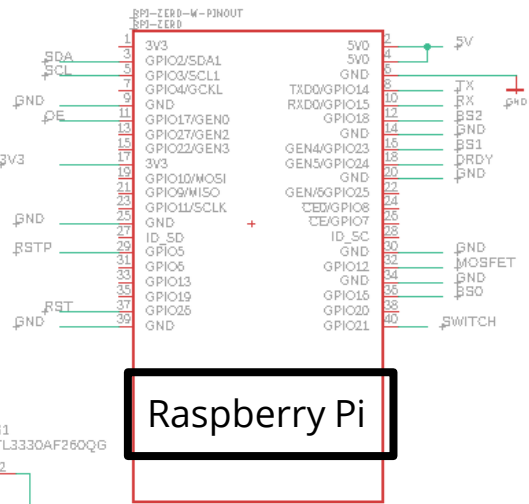 RPI-ZERO-W-PINOUT
RPI-ZERO
1 3V3 5V0 2 5V
SDA 3 GPIO2/SDA1 5V0 4
SCL 5 GPIO3/SCL1 GND 6
7 GPIO4/GCKL TXD0/GPIO14 8 TX
GND 9 GND RXD0/GPIO15 10 RX GND
OE 11 GPIO17/GEN0 GPIO18 12 BS2
13 GPIO27/GEN2 GND 14 GND
15 GPIO22/GEN3 GEN4/GPIO23 16 BS1
3V3 17 3V3 GEN5/GPIO24 18 DRDY
19 GPIO10/MOSI GND 20 GND
21 GPIO9/MISO GEN/6GPIO25 22
23 GPIO11/SCLK CE0/GPIO8 24
GND 25 GND CE/GPIO7 26
27 ID_SD ID_SC 28
RSTP 29 GPIO5 GND 30 GND
31 GPIO6 GPIO12 32 MOSFET
33 GPIO13 GND 34 GND
35 GPIO19 GPIO16 36 BS0
RST 37 GPIO26 GPIO20 38
GND 39 GND GPIO21 40 SWITCH
Raspberry Pi
TL3330AF260QG
2